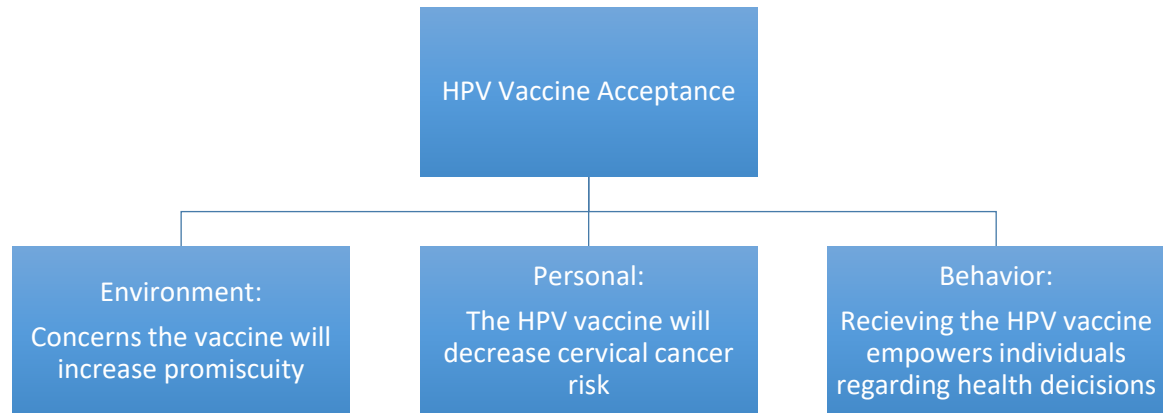 HPV Vaccine Acceptance
Environment:
Concerns the vaccine will
increase promiscuity
Personal:
The HPV vaccine will
decrease cervical cancer
risk
Behavior:
Recieving the HPV vaccine
empowers individuals
regarding health deicisions